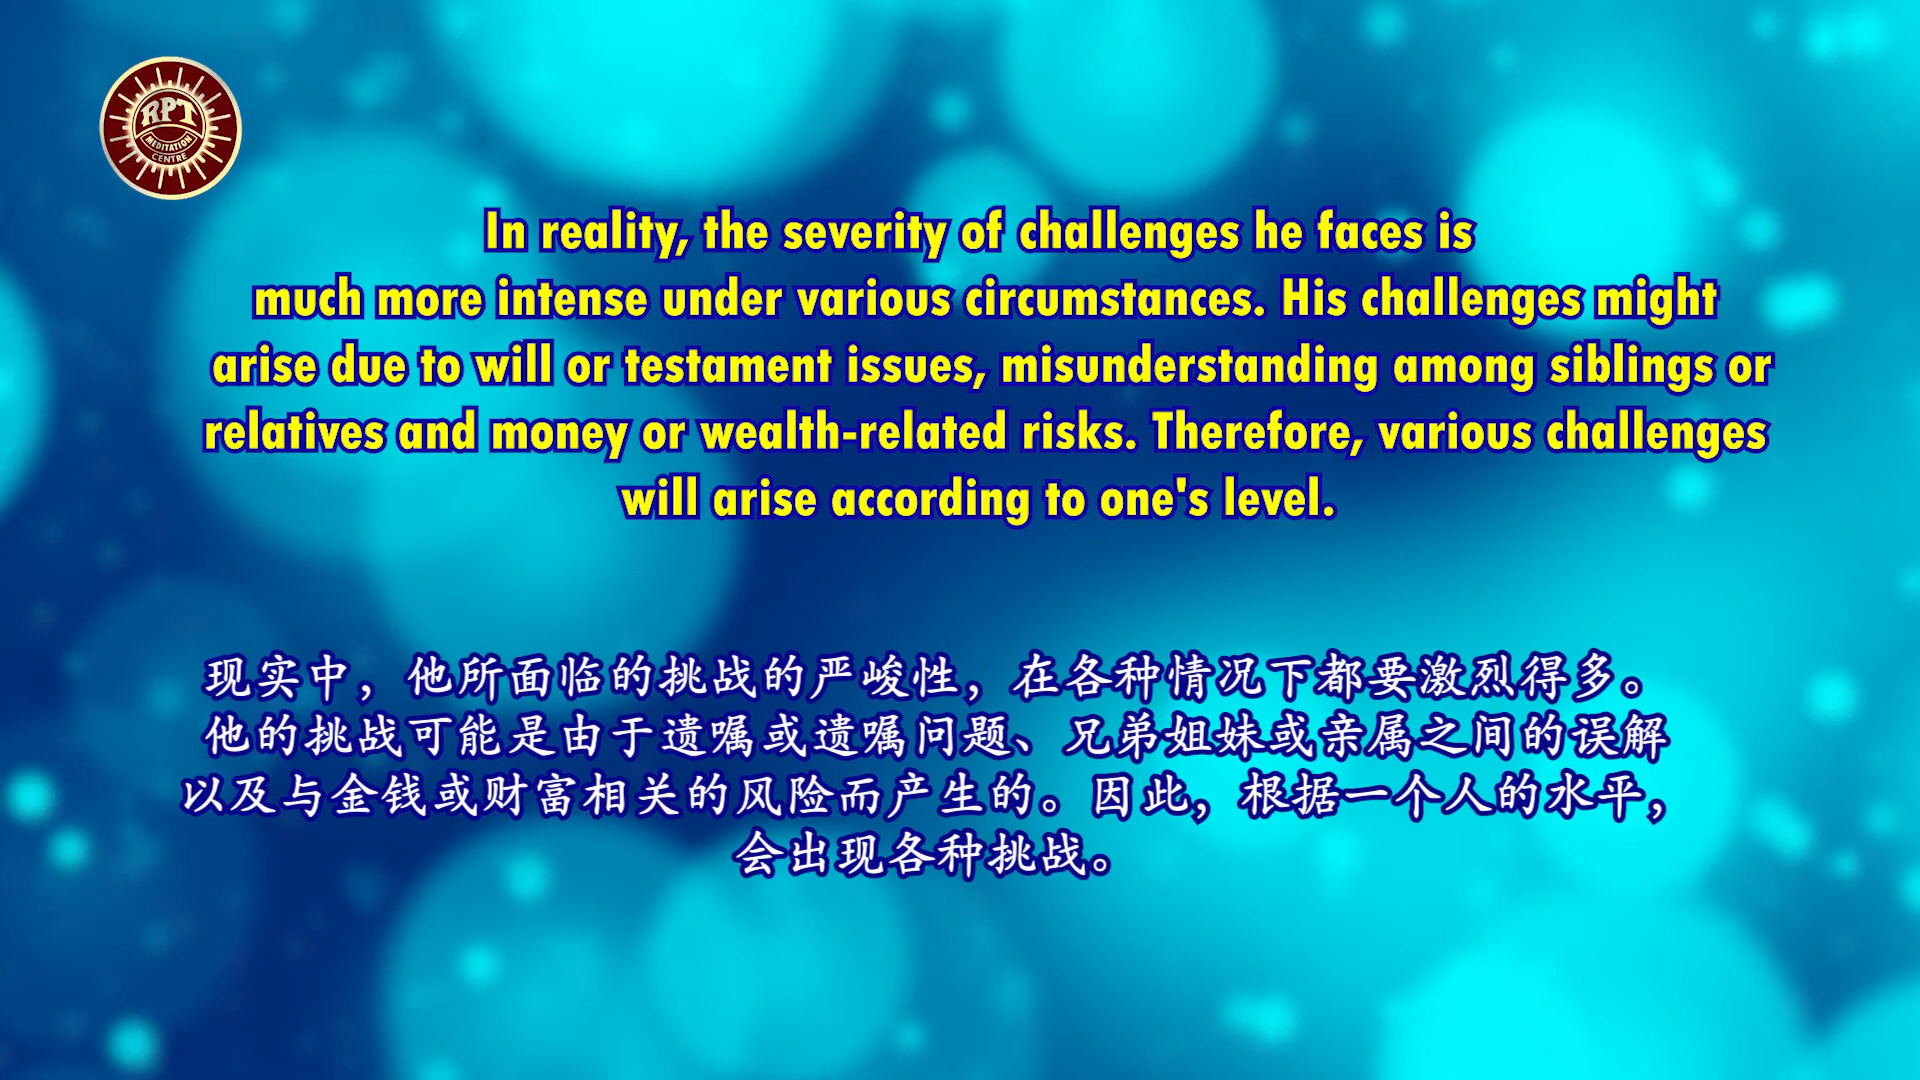 RPT
MEDITATION
CENTRE
In reality, the severity of challenges he faces is
much more intense under various circumstances. His challenges might
arise due to will or testament issues, misunderstanding among siblings or
relatives and money or wealth-related risks. Therefore, various challenges
will arise according to one's level.
现实中，他所面临的挑战的严峻性，在各种情况下都要激烈得多。
他的挑战可能是由于遗嘱或遗嘱问题、兄弟姐妹或亲属之间的误解
以及与金钱或财富相关的风险而产生的。因此，根据一个人的水平，
会出现各种挑战。